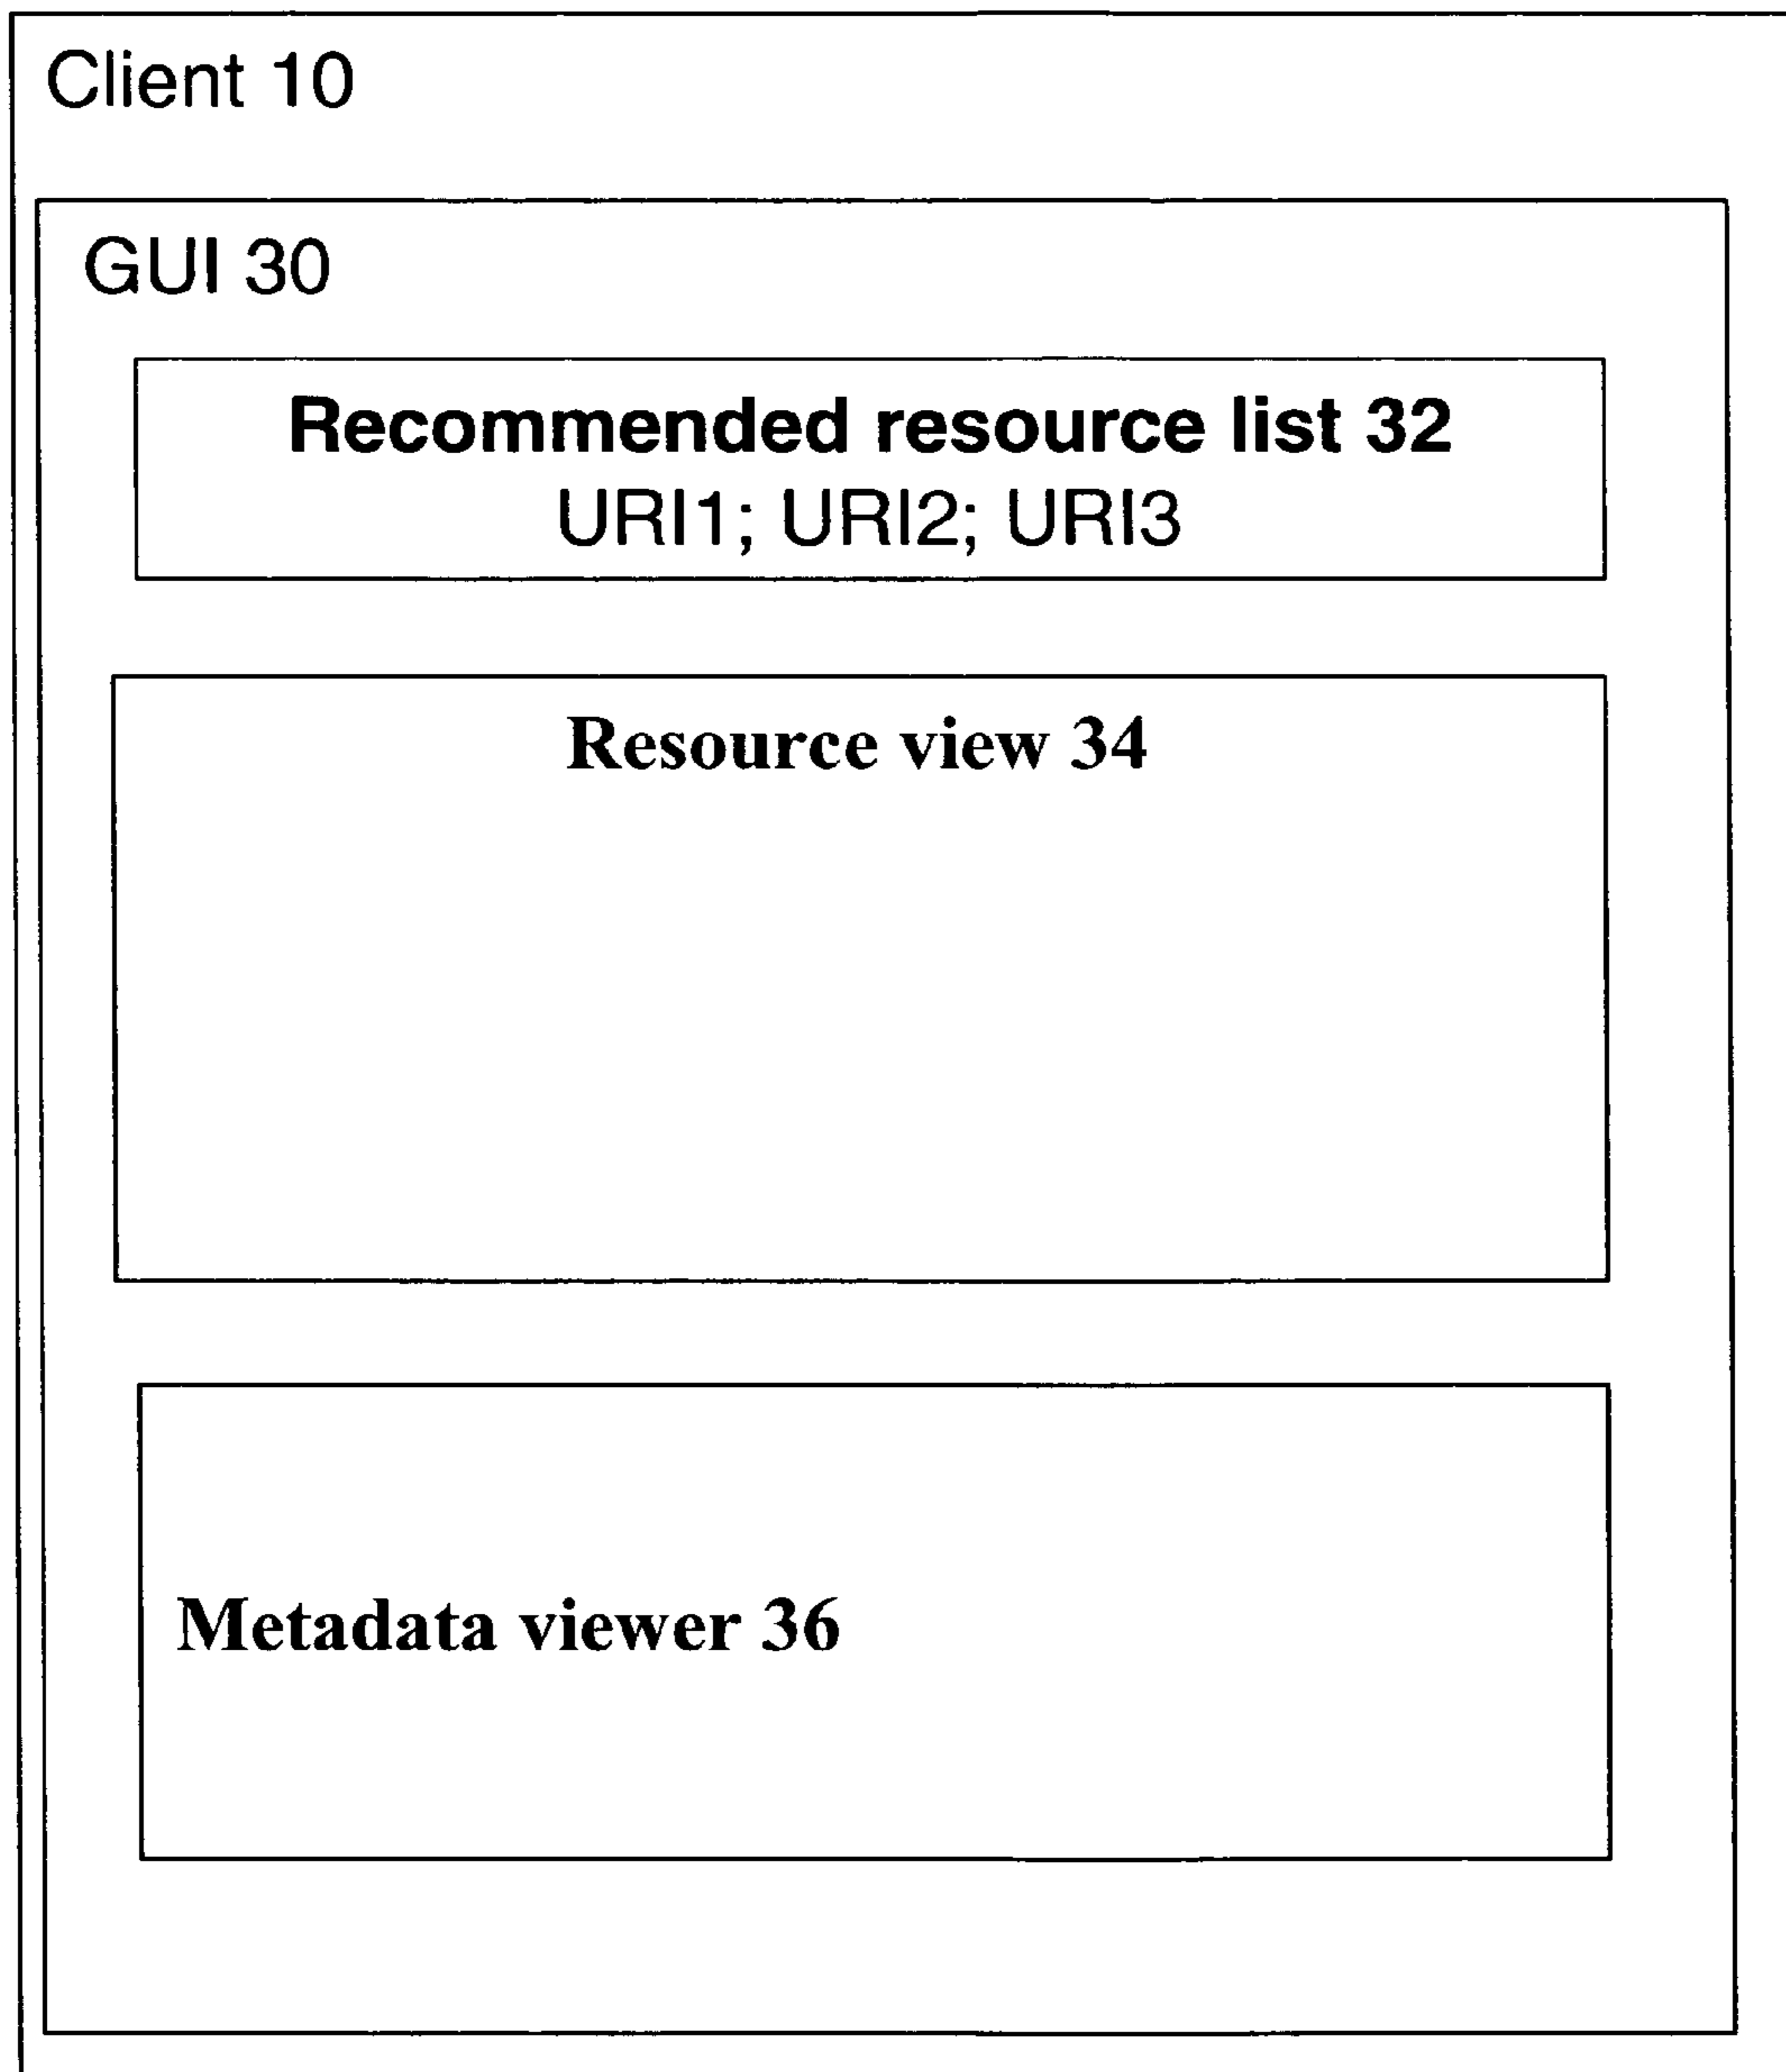 Client 10
GUI 30
Recommended resource list 32
URI1; URI2; URI3
Resource view 34
Metadata viewer 36